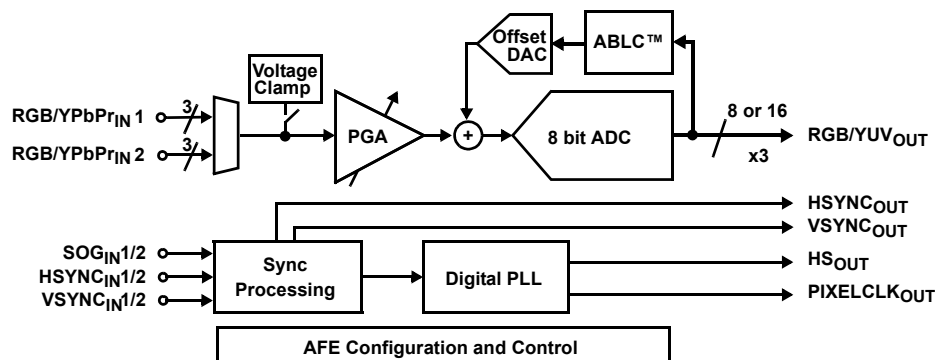 Offset
DAC
ABLC™
Voltage
Clamp
RGB/YPbPrIN 1
3
PGA
+
8 bit ADC
8 or 16
x3
RGB/YUVOUT
RGB/YPbPrIN 2
3
HSYNCOUT
VSYNCOUT
SOGIN1/2
HSYNCIN1/2
VSYNCIN1/2
Sync
Processing
Digital PLL
HSOUT
PIXELCLKOUT
AFE Configuration and Control